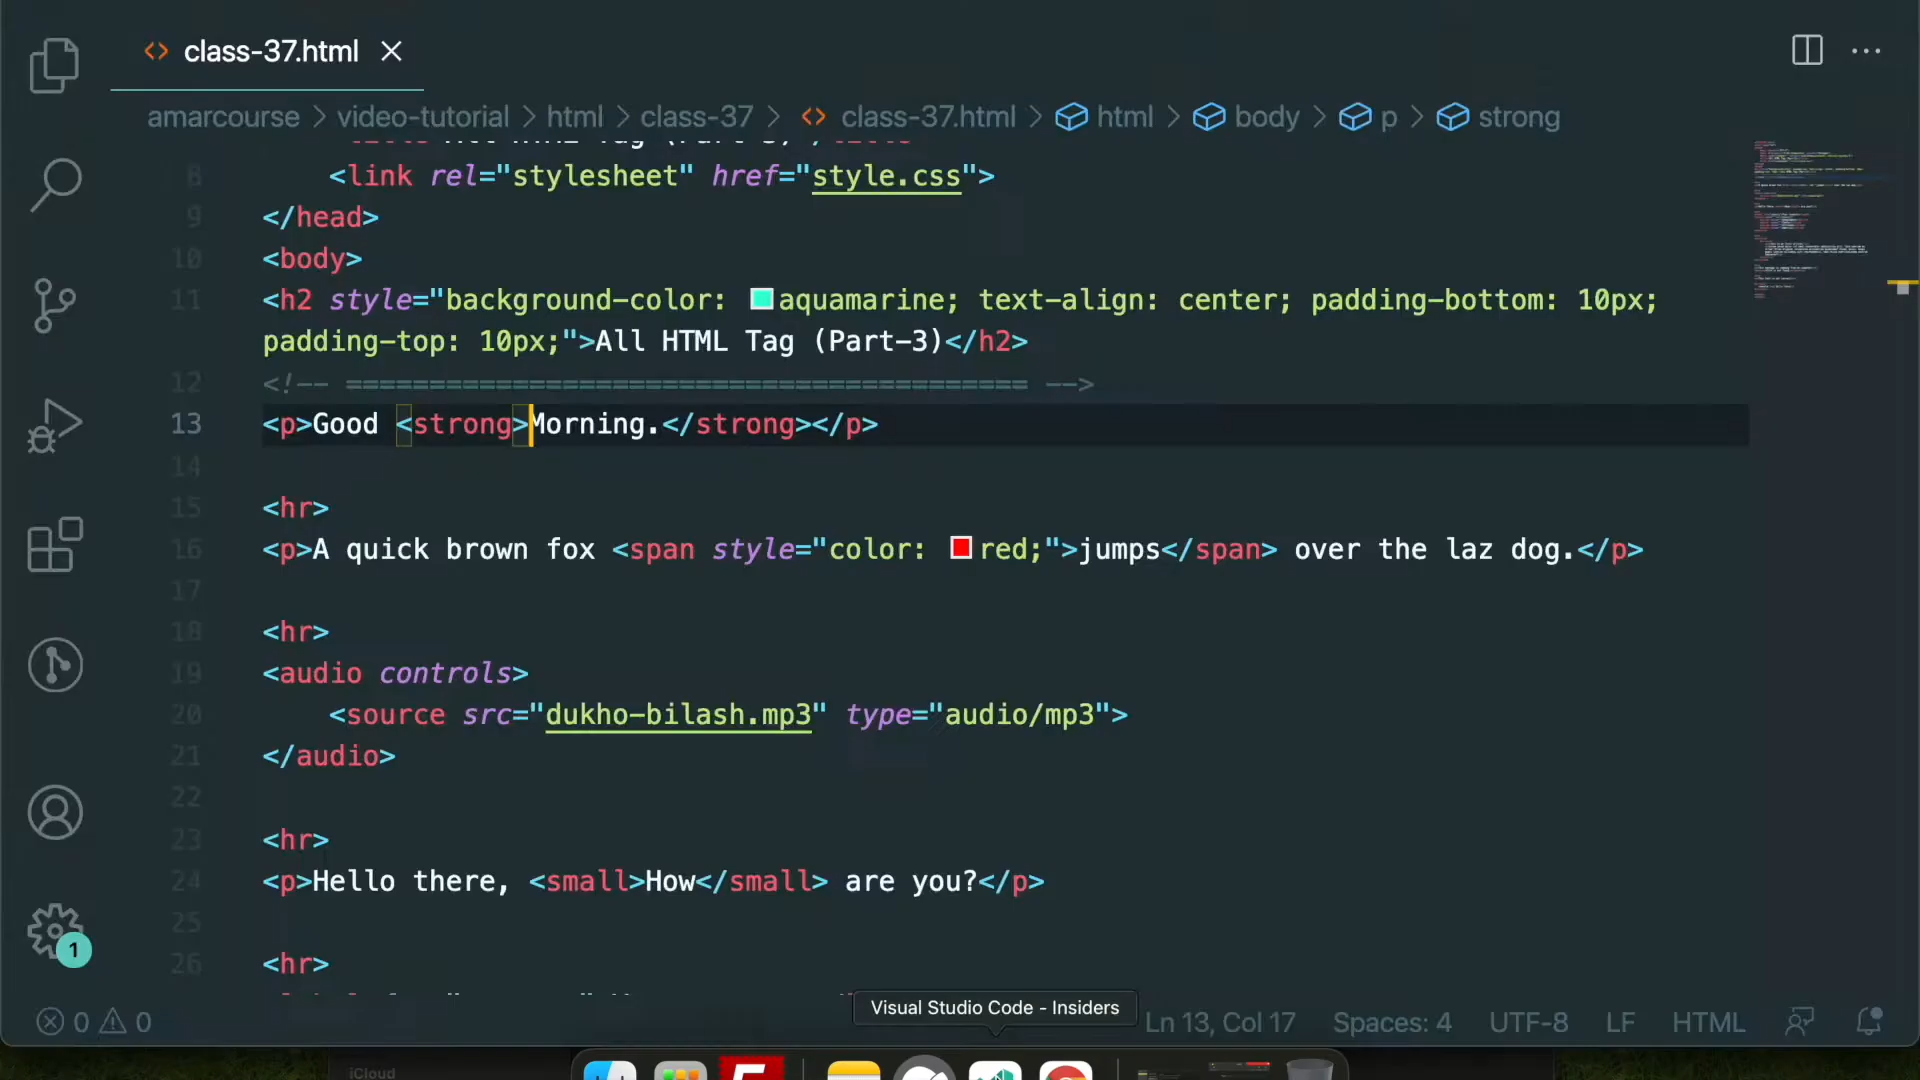 class-37.html
amarcourse > video-tutorial > html > class-37 > class-37.html > html > body > p > strong
8 <link rel="stylesheet" href="style.css">
9 </head>
10 <body>
11 <h2 style="background-color: aquamarine; text-align: center; padding-bottom: 10px;
padding-top: 10px;">All HTML Tag (Part-3)</h2>
12 <!-- ========================================= -->
13 <p>Good <strong>Morning.</strong></p>
14
15 <hr>
16 <p>A quick brown fox <span style="color: red;">jumps</span> over the laz dog.</p>
17
18 <hr>
19 <audio controls>
20 <source src="dukho-bilash.mp3" type="audio/mp3">
21 </audio>
22
23 <hr>
24 <p>Hello there, <small>How</small> are you?</p>
25
26 <hr>
1
Visual Studio Code - Insiders
0 0 Ln 13, Col 17 Spaces: 4 UTF-8 LF HTML
iCloud